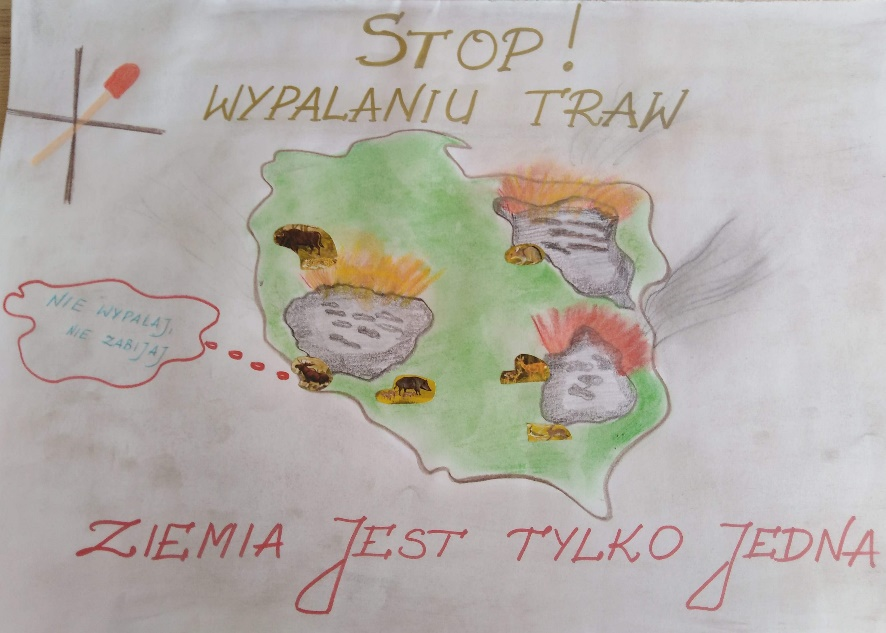 STOP!
WYPALANIU TRAW
NIE WYPALAJ,
NIE ZABIJAJ
ZIEMIA JEST TYLKO JEDNA